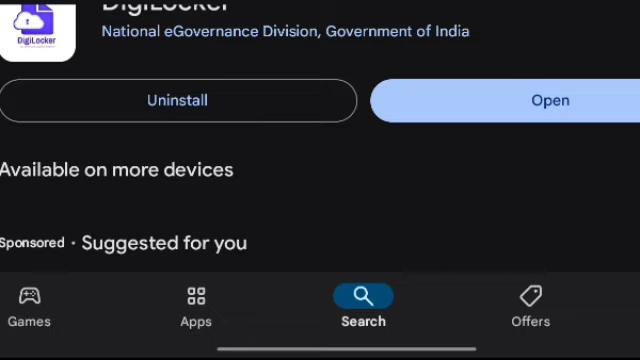 DigiLocker
National eGovernance Division, Government of India
DigiLocker
Uninstall
Open
Available on more devices
Sponsored · Suggested for you
Games
Apps
Search
Offers